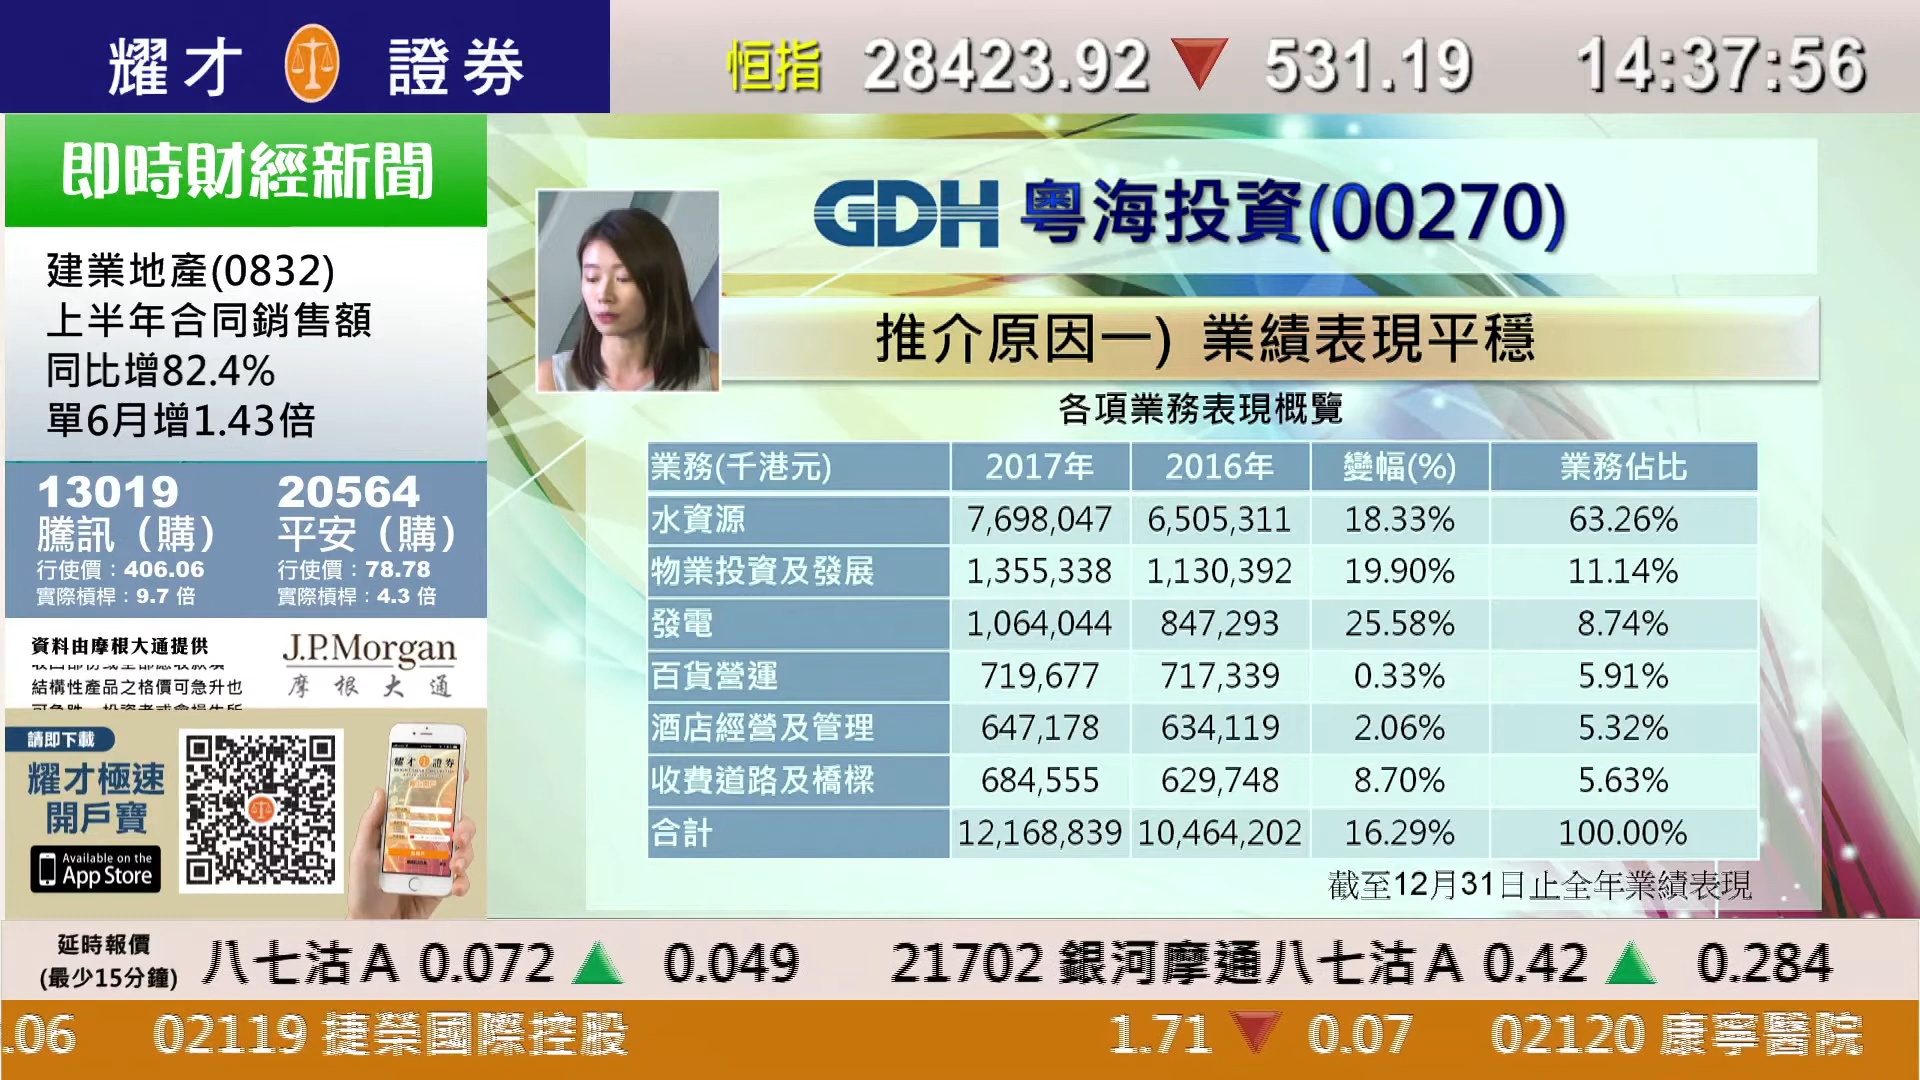 耀才 證券
恒指 28423.92 ▼ 531.19 14:37:56
即時財經新聞
建業地產(0832)
上半年合同銷售額
同比增82.4%
單6月增1.43倍
13019 20564
騰訊（購） 平安（購）
行使價：406.06 行使價：78.78
實際槓桿：9.7 倍 實際槓桿：4.3 倍
資料由摩根大通提供
結構性產品之格價可急升也
J.P.Morgan
摩根大通
請即下載
耀才極速
開戶寶
Available on the
App Store
耀才 證券
GDH 粵海投資(00270)
推介原因一) 業績表現平穩
各項業務表現概覽
業務(千港元) 2017年 2016年 變幅(%) 業務佔比
水資源 7,698,047 6,505,311 18.33% 63.26%
物業投資及發展 1,355,338 1,130,392 19.90% 11.14%
發電 1,064,044 847,293 25.58% 8.74%
百貨營運 719,677 717,339 0.33% 5.91%
酒店經營及管理 647,178 634,119 2.06% 5.32%
收費道路及橋樑 684,555 629,748 8.70% 5.63%
合計 12,168,839 10,464,202 16.29% 100.00%
截至12月31日止全年業績表現
延時報價
(最少15分鐘)
八七沽A 0.072 ▲ 0.049 21702 銀河摩通八七沽A 0.42 ▲ 0.284
.06 02119 捷榮國際控股 1.71 ▼ 0.07 02120 康寧醫院